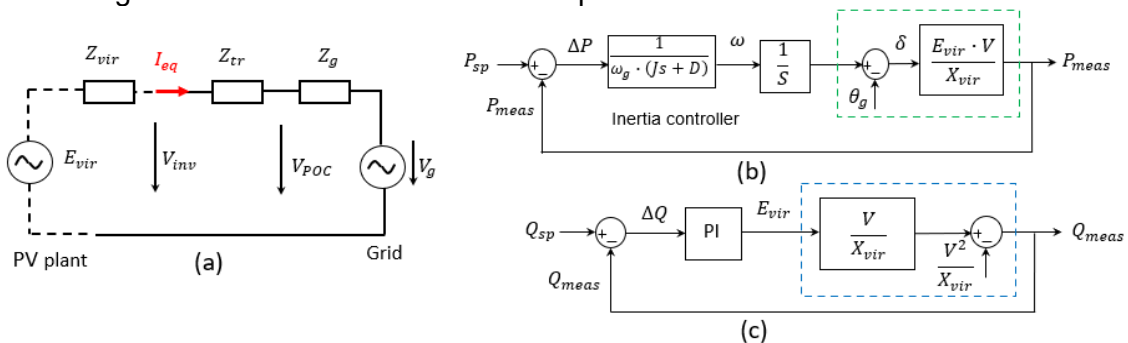 Z_vir I_eq Z_tr Z_g
E_vir V_inv V_POC V_g
PV plant (a) Grid
P_sp + - ΔP 1 / ω_g · (Js + D) ω 1 / S + - δ E_vir · V / X_vir P_meas
P_meas Inertia controller θ_g
(b)
Q_sp + - ΔQ PI E_vir V / X_vir + - Q_meas
Q_meas V^2 / X_vir
(c)